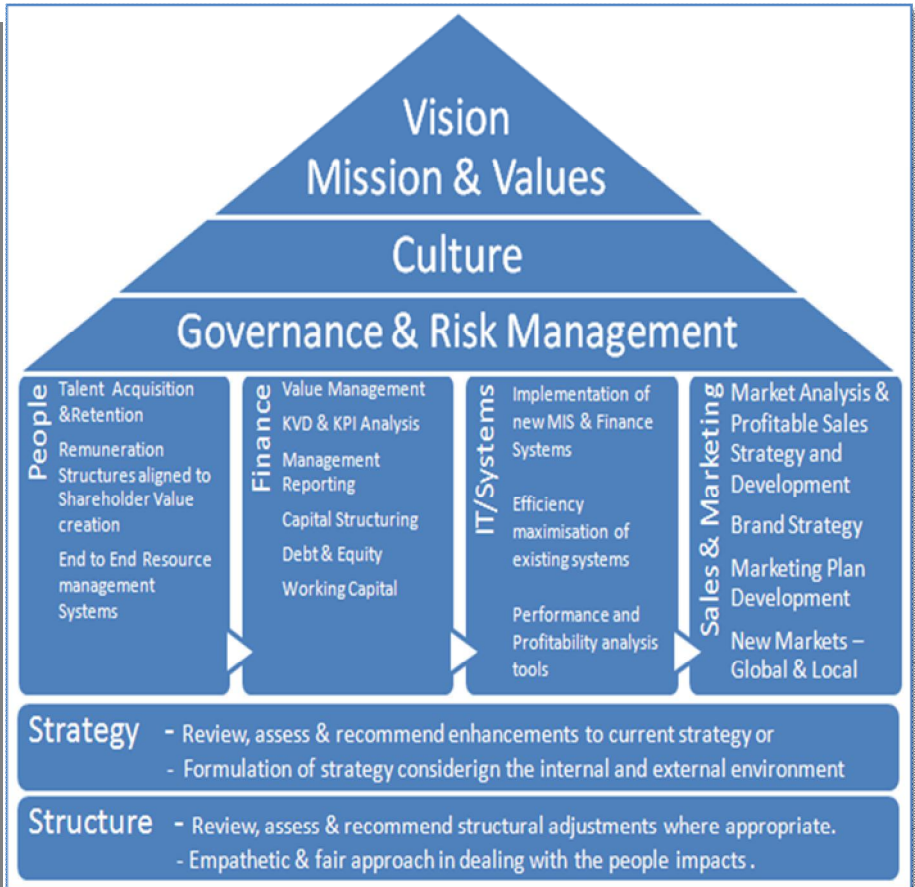 Vision
Mission & Values
Culture
Governance & Risk Management
People
Talent Acquisition
&Retention
Remuneration
Structures aligned to
Shareholder Value
creation
End to End Resource
management
Systems
Finance
Value Management
KVD & KPI Analysis
Management
Reporting
Capital Structuring
Debt & Equity
Working Capital
IT/Systems
Implementation of
new MIS & Finance
Systems
Efficiency
maximisation of
existing systems
Performance and
Profitability analysis
tools
Sales & Marketing
Market Analysis &
Profitable Sales
Strategy and
Development
Brand Strategy
Marketing Plan
Development
New Markets –
Global & Local
Strategy - Review, assess & recommend enhancements to current strategy or
- Formulation of strategy considerign the internal and external environment
Structure - Review, assess & recommend structural adjustments where appropriate.
- Empathetic & fair approach in dealing with the people impacts .